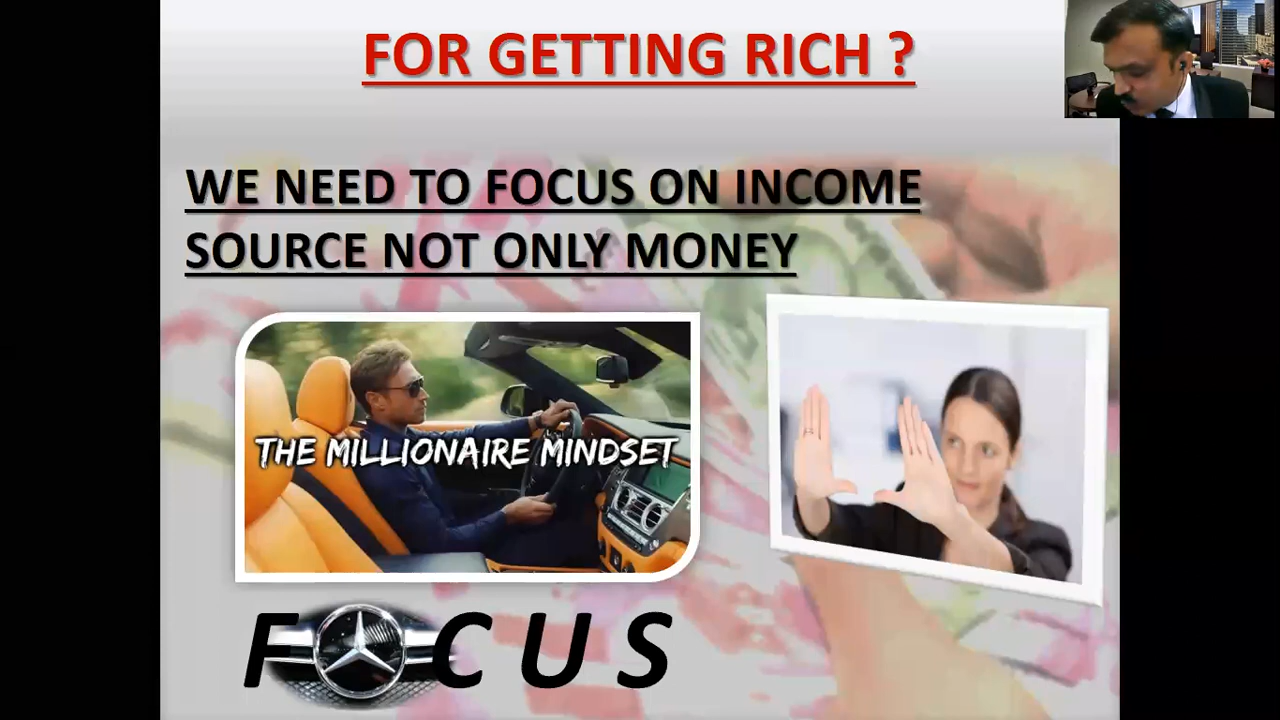 FOR GETTING RICH ?
WE NEED TO FOCUS ON INCOME
SOURCE NOT ONLY MONEY
THE MILLIONAIRE MINDSET
FOCUS